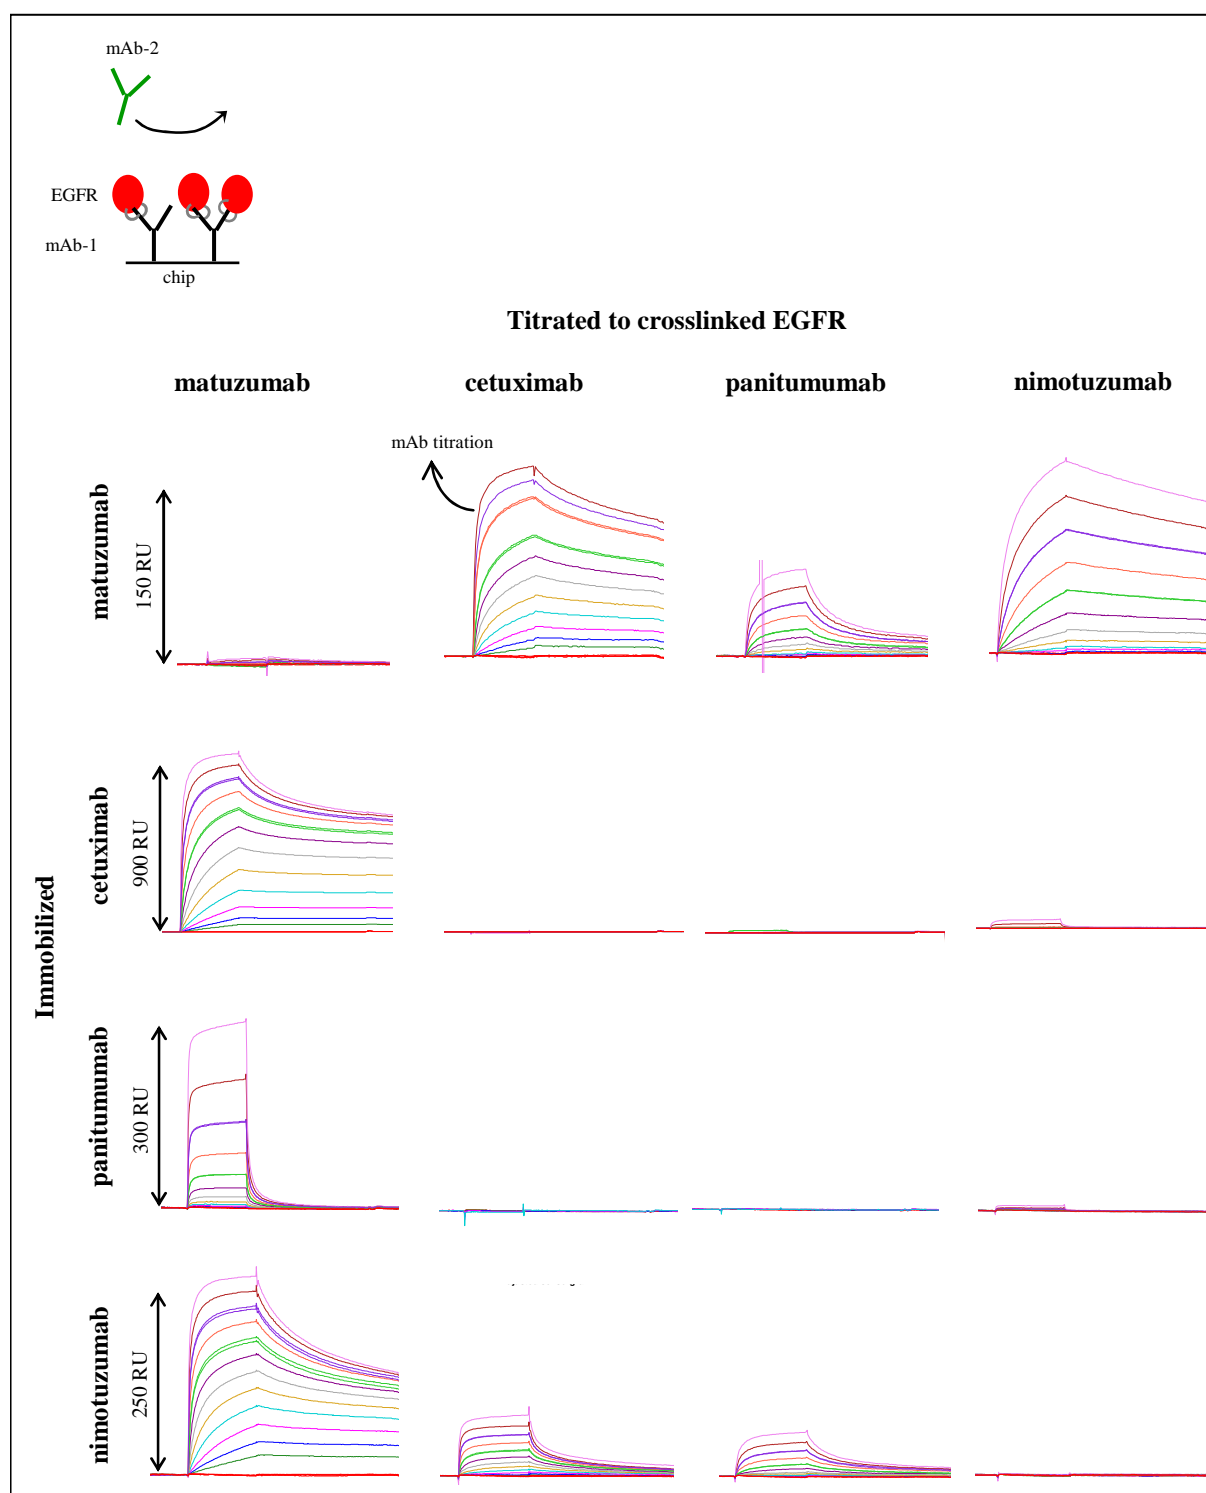 mAb-2
EGFR
mAb-1
chip
Titrated to crosslinked EGFR
matuzumab cetuximab panitumumab nimotuzumab
mAb titration
Immobilized
matuzumab
150 RU
cetuximab
900 RU
panitumumab
300 RU
nimotuzumab
250 RU